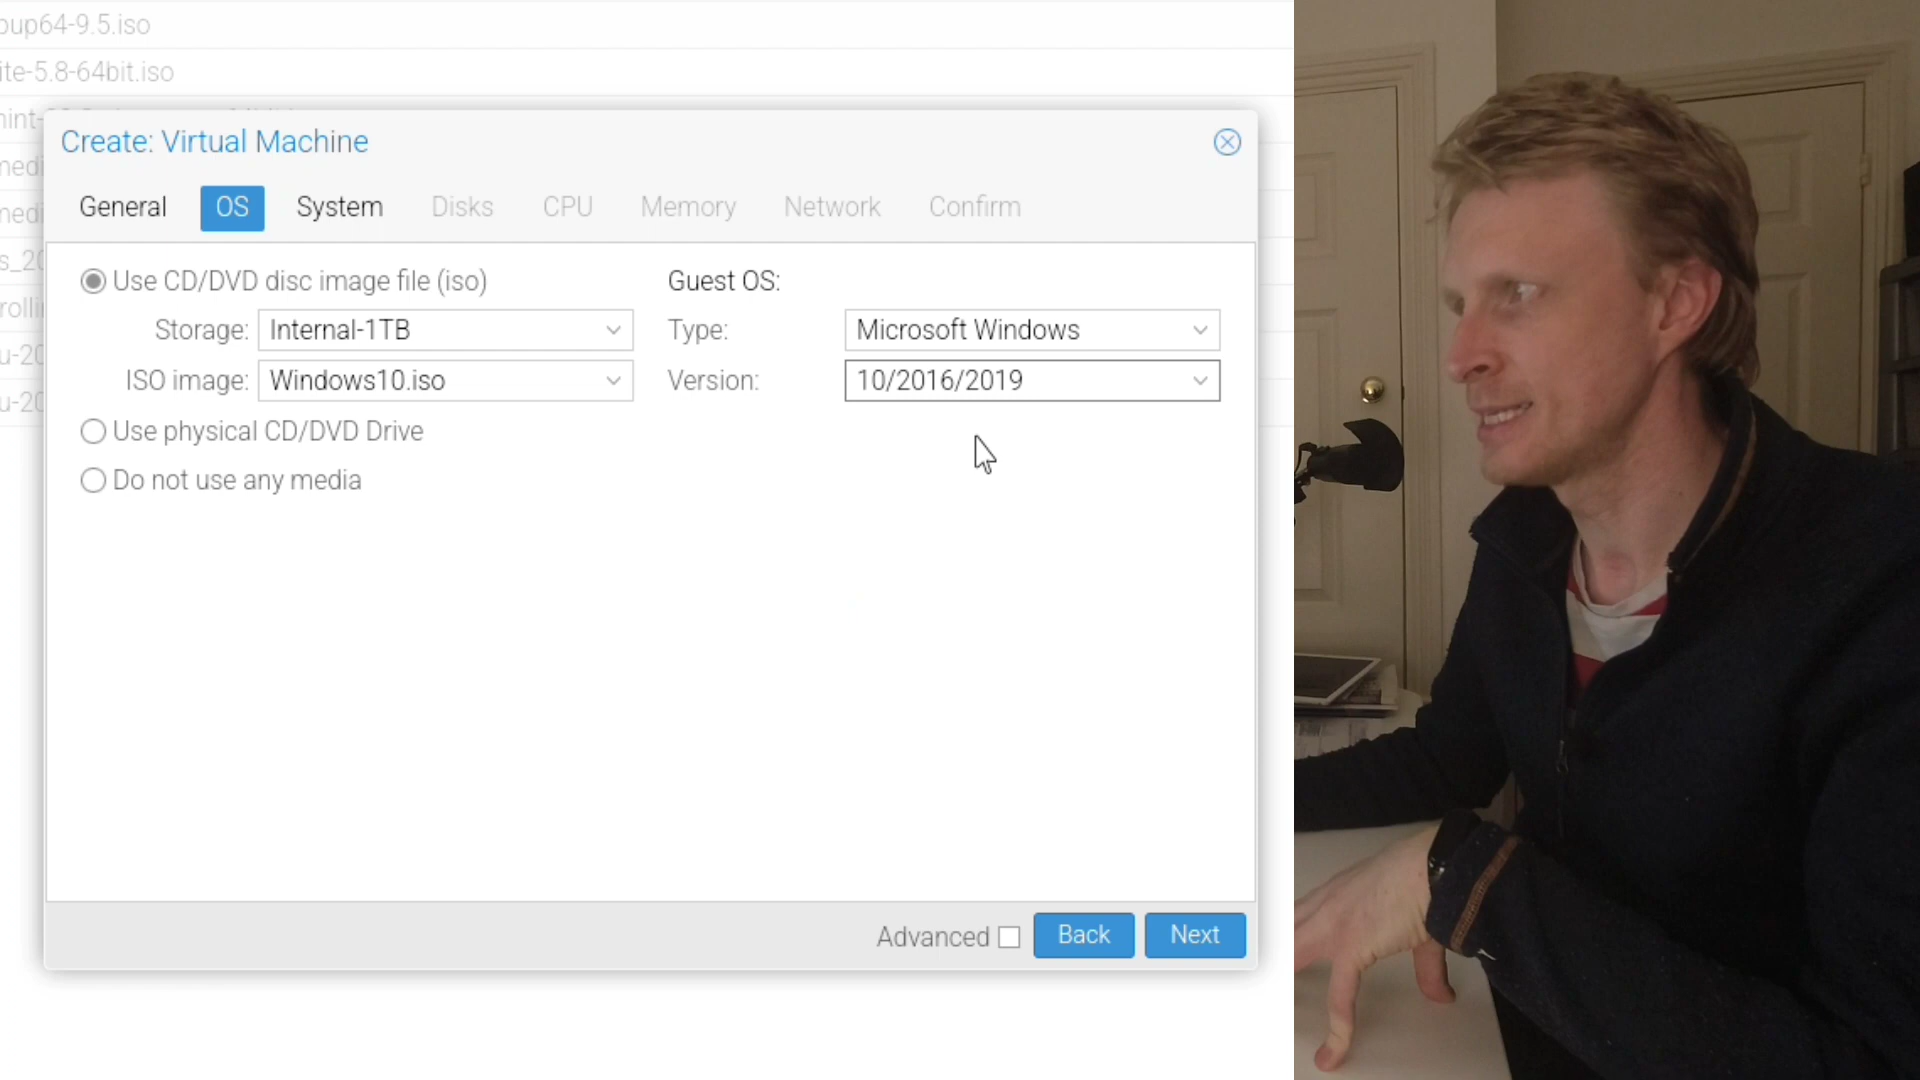 pup64-9.5.iso
ite-5.8-64bit.iso
Create: Virtual Machine
General OS System Disks CPU Memory Network Confirm
Use CD/DVD disc image file (iso) Guest OS:
Storage: Internal-1TB Type: Microsoft Windows
ISO image: Windows10.iso Version: 10/2016/2019
Use physical CD/DVD Drive
Do not use any media
Advanced Back Next